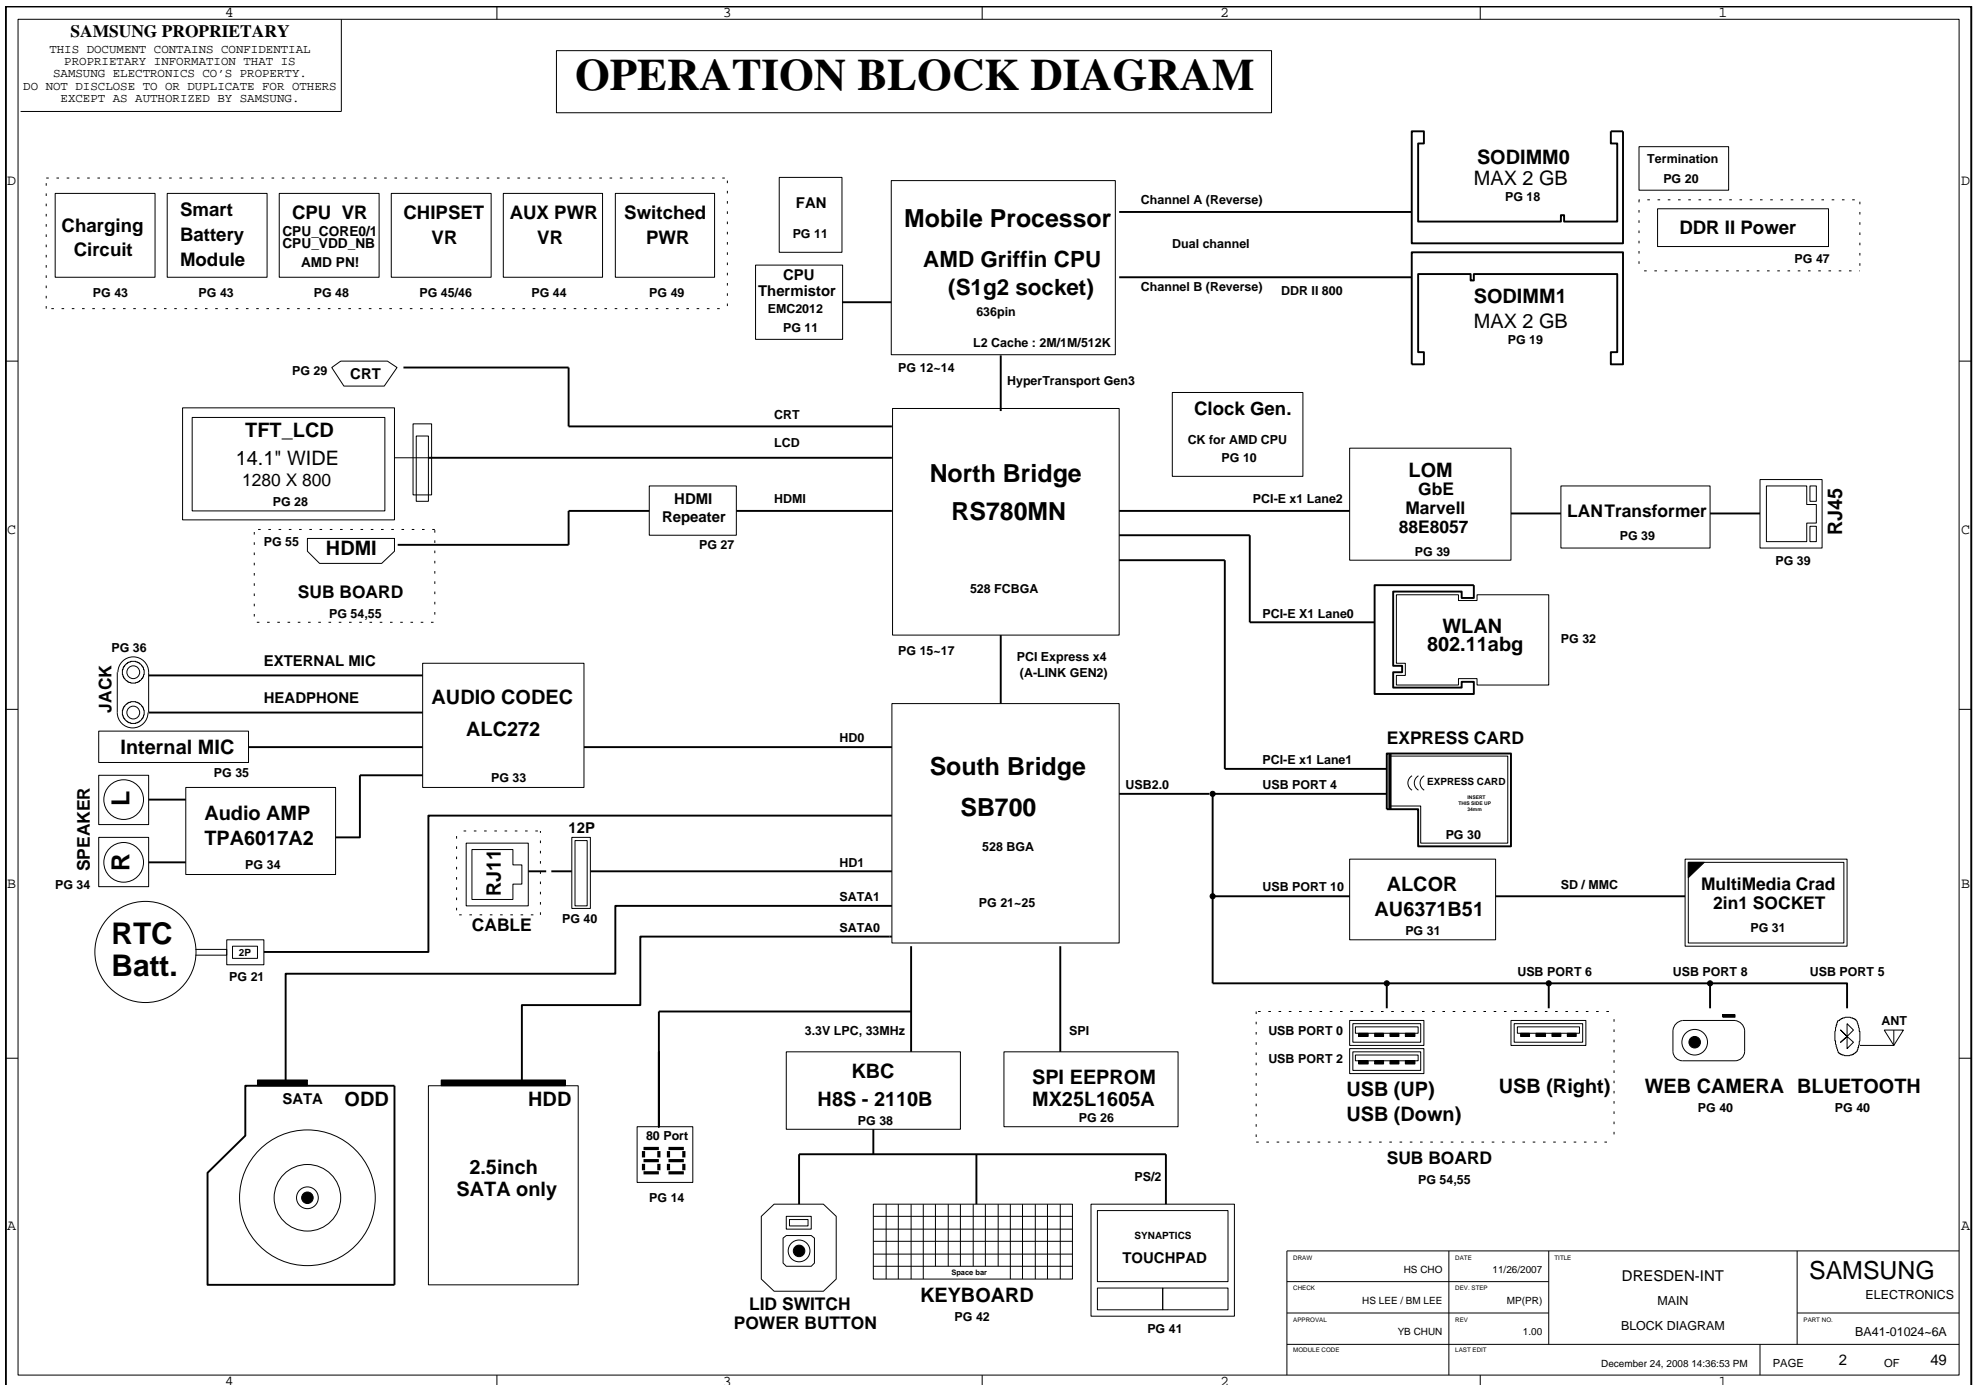 4 3 2 1
SAMSUNG PROPRIETARY
THIS DOCUMENT CONTAINS CONFIDENTIAL
PROPRIETARY INFORMATION THAT IS
SAMSUNG ELECTRONICS CO'S PROPERTY.
DO NOT DISCLOSE TO OR DUPLICATE FOR OTHERS
EXCEPT AS AUTHORIZED BY SAMSUNG.
OPERATION BLOCK DIAGRAM
D
D
Charging
Circuit
PG 43
Smart
Battery
Module
PG 43
CPU VR
CPU_CORE0/1
CPU_VDD_NB
AMD PN!
PG 48
CHIPSET
VR
PG 45/46
AUX PWR
VR
PG 44
Switched
PWR
PG 49
FAN
PG 11
CPU
Thermistor
EMC2012
PG 11
Mobile Processor
AMD Griffin CPU
(S1g2 socket)
636pin
L2 Cache : 2M/1M/512K
PG 12~14
HyperTransport Gen3
Channel A (Reverse)
Dual channel
Channel B (Reverse)
DDR II 800
SODIMM0
MAX 2 GB
PG 18
SODIMM1
MAX 2 GB
PG 19
Termination
PG 20
DDR II Power
PG 47
PG 29
CRT
CRT
LCD
TFT_LCD
14.1" WIDE
1280 X 800
PG 28
HDMI
Repeater
PG 27
HDMI
PG 55
HDMI
SUB BOARD
PG 54,55
C
C
North Bridge
RS780MN
528 FCBGA
PG 15~17
PCI Express x4
(A-LINK GEN2)
Clock Gen.
CK for AMD CPU
PG 10
PCI-E x1 Lane2
LOM
GbE
Marvell
88E8057
PG 39
LANTransformer
PG 39
RJ45
PG 39
PCI-E X1 Lane0
WLAN
802.11abg
PG 32
PG 36
JACK
EXTERNAL MIC
HEADPHONE
AUDIO CODEC
ALC272
PG 33
Internal MIC
PG 35
SPEAKER
L
R
PG 34
Audio AMP
TPA6017A2
PG 34
HD0
South Bridge
SB700
528 BGA
PG 21~25
USB2.0
EXPRESS CARD
PCI-E x1 Lane1
USB PORT 4
EXPRESS CARD
INSERT
THIS SIDE UP
34mm
PG 30
B
B
RTC
Batt.
2P
PG 21
RJ11
CABLE
12P
PG 40
HD1
SATA1
SATA0
USB PORT 10
ALCOR
AU6371B51
PG 31
SD / MMC
MultiMedia Crad
2in1 SOCKET
PG 31
USB PORT 6
USB PORT 8
USB PORT 5
3.3V LPC, 33MHz
SPI
USB PORT 0
USB PORT 2
USB (UP)
USB (Down)
USB (Right)
SUB BOARD
PG 54,55
WEB CAMERA
PG 40
ANT
BLUETOOTH
PG 40
SATA
ODD
HDD
2.5inch
SATA only
80 Port
88
PG 14
KBC
H8S - 2110B
PG 38
SPI EEPROM
MX25L1605A
PG 26
PS/2
A
A
LID SWITCH
POWER BUTTON
Space bar
KEYBOARD
PG 42
SYNAPTICS
TOUCHPAD
PG 41
DRAW
HS CHO
DATE
11/26/2007
TITLE
DRESDEN-INT
MAIN
BLOCK DIAGRAM
SAMSUNG
ELECTRONICS
CHECK
HS LEE / BM LEE
DEV. STEP
MP(PR)
APPROVAL
YB CHUN
REV
1.00
PART NO.
BA41-01024~6A
MODULE CODE
LAST EDIT
December 24, 2008 14:36:53 PM
PAGE 2 OF 49
4 3 2 1